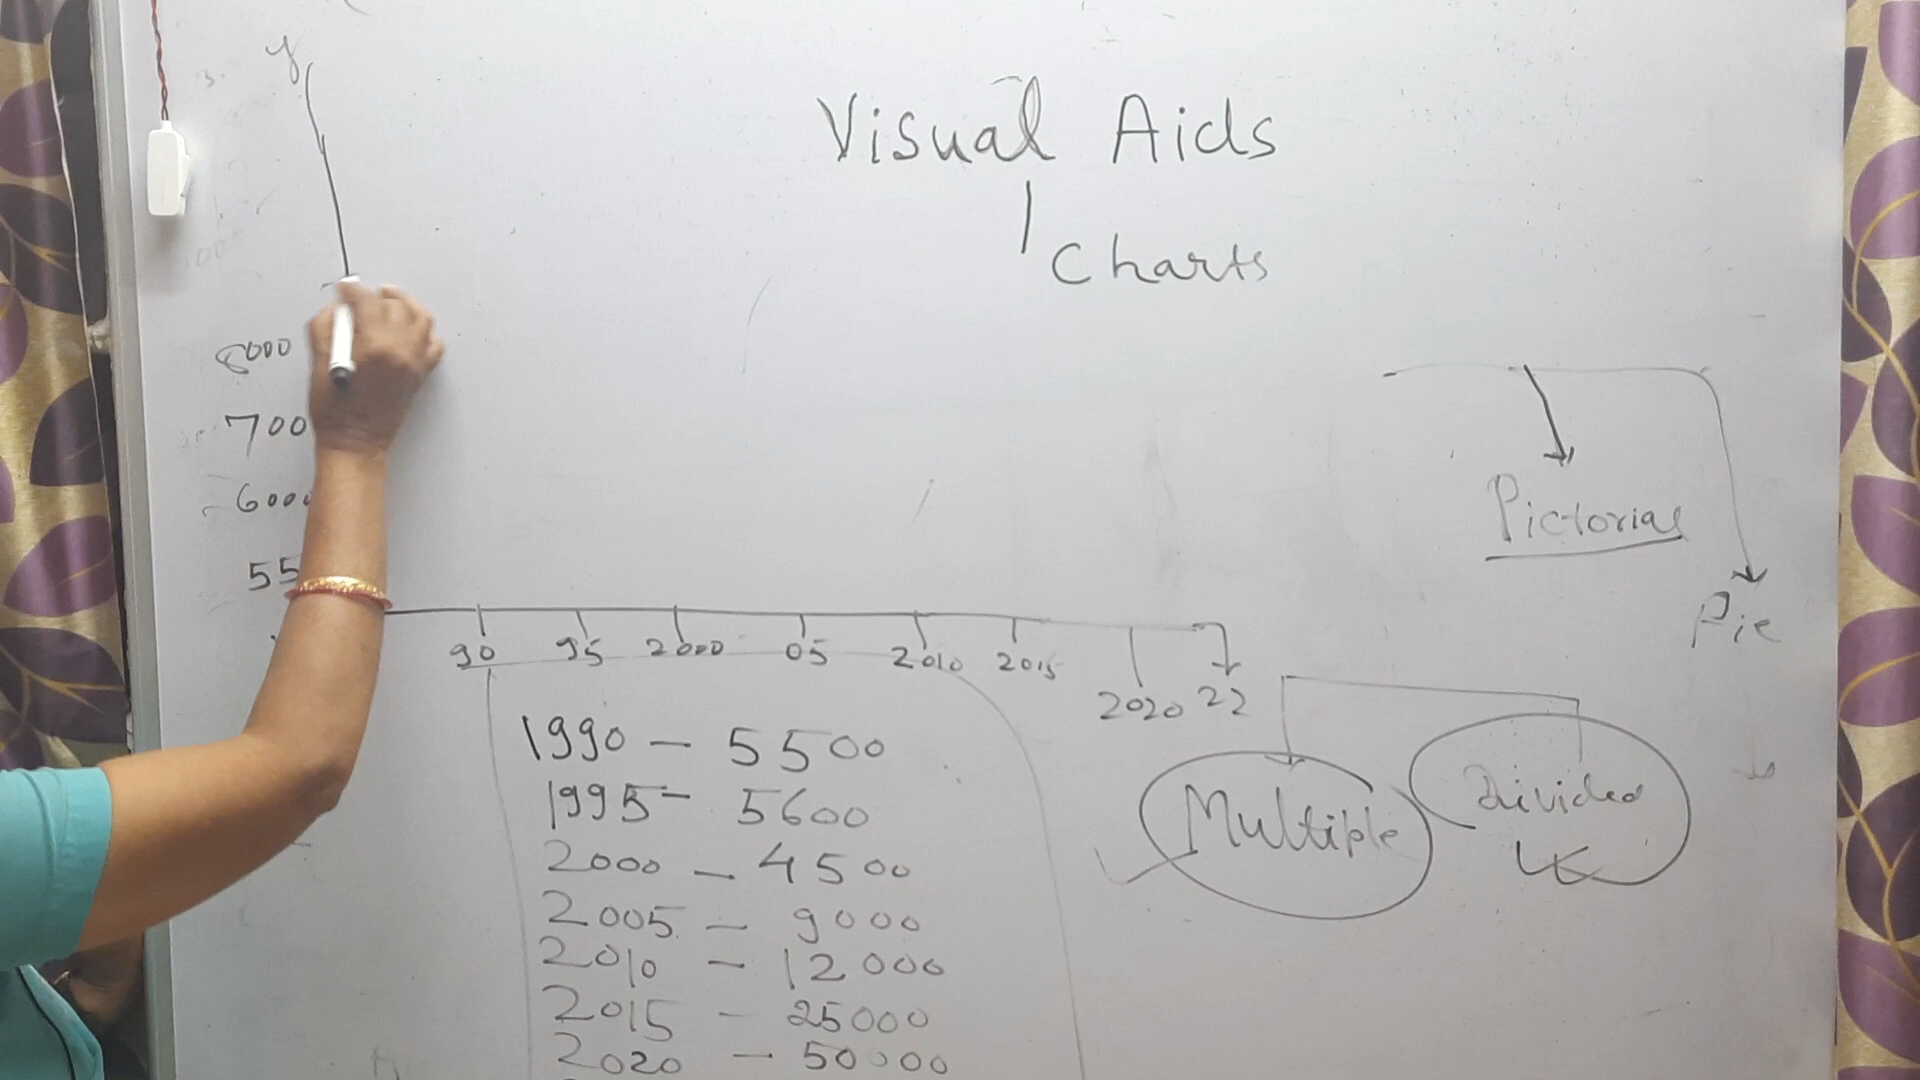 y
Visual Aids
Charts
8000
700
6000
55
90 95 2000 05 2010 2015 2020 22
Pictorial
Pie
1990 - 5500
1995 - 5600
2000 - 4500
2005 - 9000
2010 - 12000
2015 - 25000
2020 - 50000
Multiple
Divided